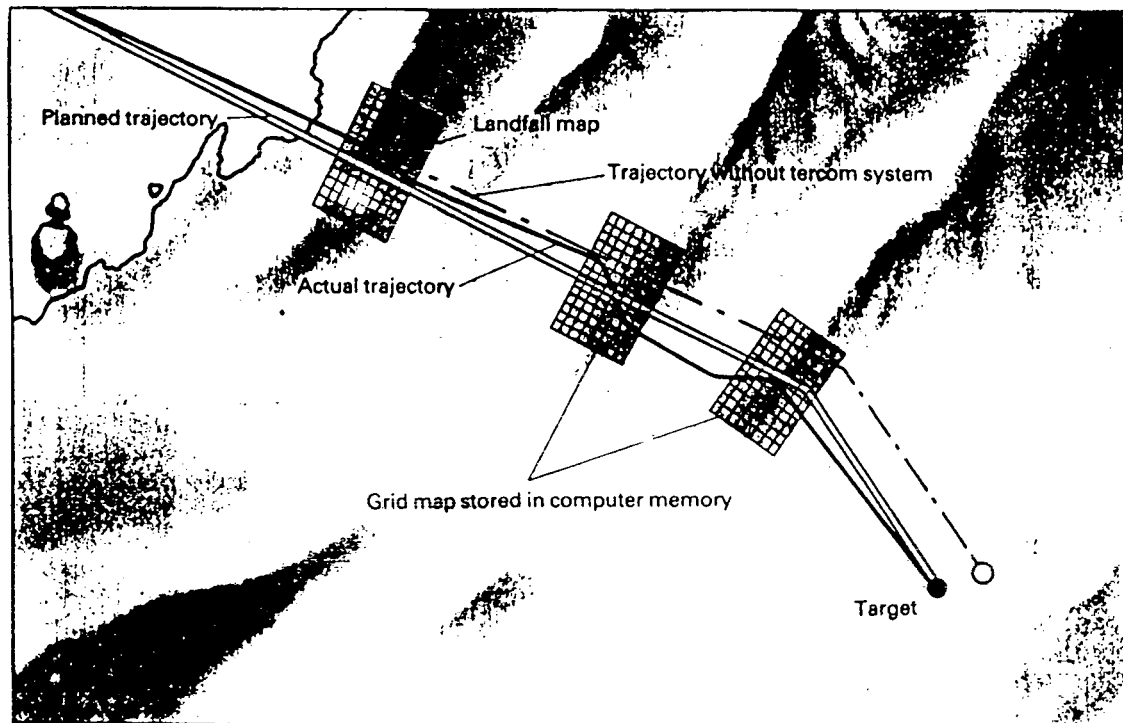 Planned trajectory
Landfall map
Trajectory without tercom system
Actual trajectory
Grid map stored in computer memory
Target